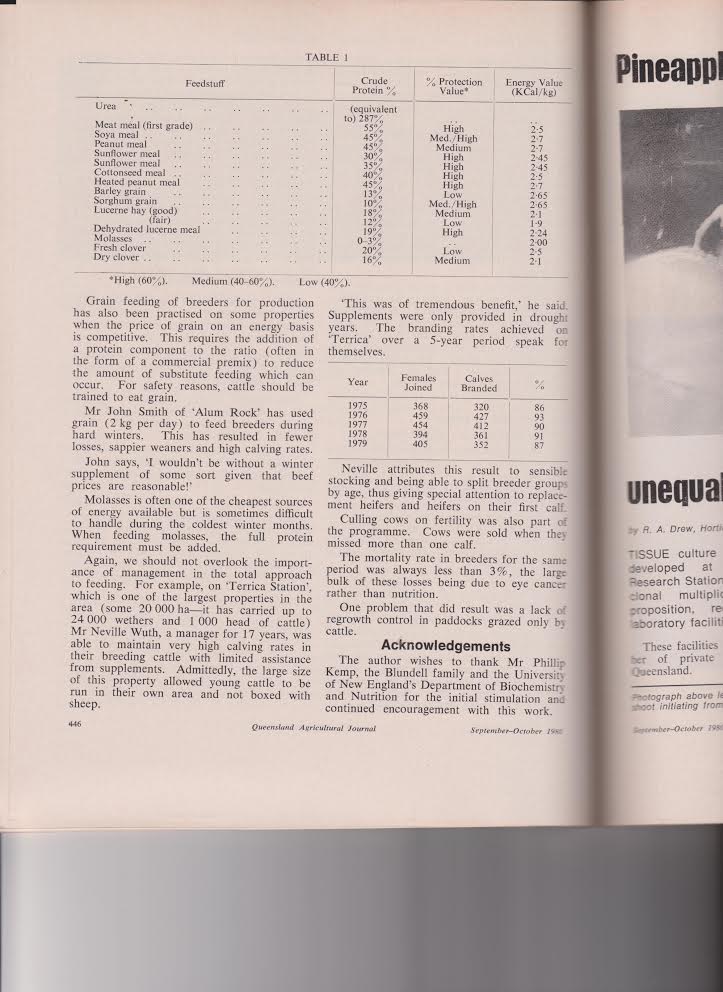 TABLE 1
Feedstuff Crude Protein % % Protection Value* Energy Value (KCal/kg)
Urea .. .. .. .. .. .. .. (equivalent to) 287% .. ..
Meat meal (first grade) .. .. .. .. .. 55% High 2·5
Soya meal .. .. .. .. .. .. .. 45% Med./High 2·7
Peanut meal .. .. .. .. .. .. 45% Medium 2·7
Sunflower meal .. .. .. .. .. .. 30% High 2·45
Sunflower meal .. .. .. .. .. .. 35% High 2·45
Cottonseed meal .. .. .. .. .. .. 40% High 2·5
Heated peanut meal .. .. .. .. .. 45% High 2·7
Barley grain .. .. .. .. .. .. 13% Low 2·65
Sorghum grain .. .. .. .. .. .. 10% Med./High 2·65
Lucerne hay (good) .. .. .. .. .. 18% Medium 2·1
(fair) .. .. .. .. .. 12% Low 1·9
Dehydrated lucerne meal .. .. .. .. .. 19% High 2·24
Molasses .. .. .. .. .. .. .. 0–3% .. 2·00
Fresh clover .. .. .. .. .. .. 20% Low 2·5
Dry clover .. .. .. .. .. .. .. 16% Medium 2·1
*High (60%). Medium (40–60%). Low (40%).
Grain feeding of breeders for production
has also been practised on some properties
when the price of grain on an energy basis
is competitive. This requires the addition of
a protein component to the ratio (often in
the form of a commercial premix) to reduce
the amount of substitute feeding which can
occur. For safety reasons, cattle should be
trained to eat grain.
Mr John Smith of 'Alum Rock' has used
grain (2 kg per day) to feed breeders during
hard winters. This has resulted in fewer
losses, sappier weaners and high calving rates.
John says, 'I wouldn't be without a winter
supplement of some sort given that beef
prices are reasonable!'
Molasses is often one of the cheapest sources
of energy available but is sometimes difficult
to handle during the coldest winter months.
When feeding molasses, the full protein
requirement must be added.
Again, we should not overlook the import-
ance of management in the total approach
to feeding. For example, on 'Terrica Station',
which is one of the largest properties in the
area (some 20 000 ha—it has carried up to
24 000 wethers and 1 000 head of cattle)
Mr Neville Wuth, a manager for 17 years, was
able to maintain very high calving rates in
their breeding cattle with limited assistance
from supplements. Admittedly, the large size
of this property allowed young cattle to be
run in their own area and not boxed with
sheep.
'This was of tremendous benefit,' he said.
Supplements were only provided in drought
years. The branding rates achieved on
'Terrica' over a 5-year period speak for
themselves.
Year Females Joined Calves Branded %
1975 368 320 86
1976 459 427 93
1977 454 412 90
1978 394 361 91
1979 405 352 87
Neville attributes this result to sensible
stocking and being able to split breeder groups
by age, thus giving special attention to replace-
ment heifers and heifers on their first calf.
Culling cows on fertility was also part of
the programme. Cows were sold when they
missed more than one calf.
The mortality rate in breeders for the same
period was always less than 3%, the large
bulk of these losses being due to eye cancer
rather than nutrition.
One problem that did result was a lack of
regrowth control in paddocks grazed only by
cattle.
Acknowledgements
The author wishes to thank Mr Phillip
Kemp, the Blundell family and the University
of New England's Department of Biochemistry
and Nutrition for the initial stimulation and
continued encouragement with this work.
446 Queensland Agricultural Journal September–October 1980
Pineappl
unequal
by R. A. Drew, Horti
TISSUE culture
developed at
Research Station
clonal multiplic
proposition, re
laboratory faciliti
These facilities
ber of private
Queensland.
Photograph above le
shoot initiating from
September–October 198